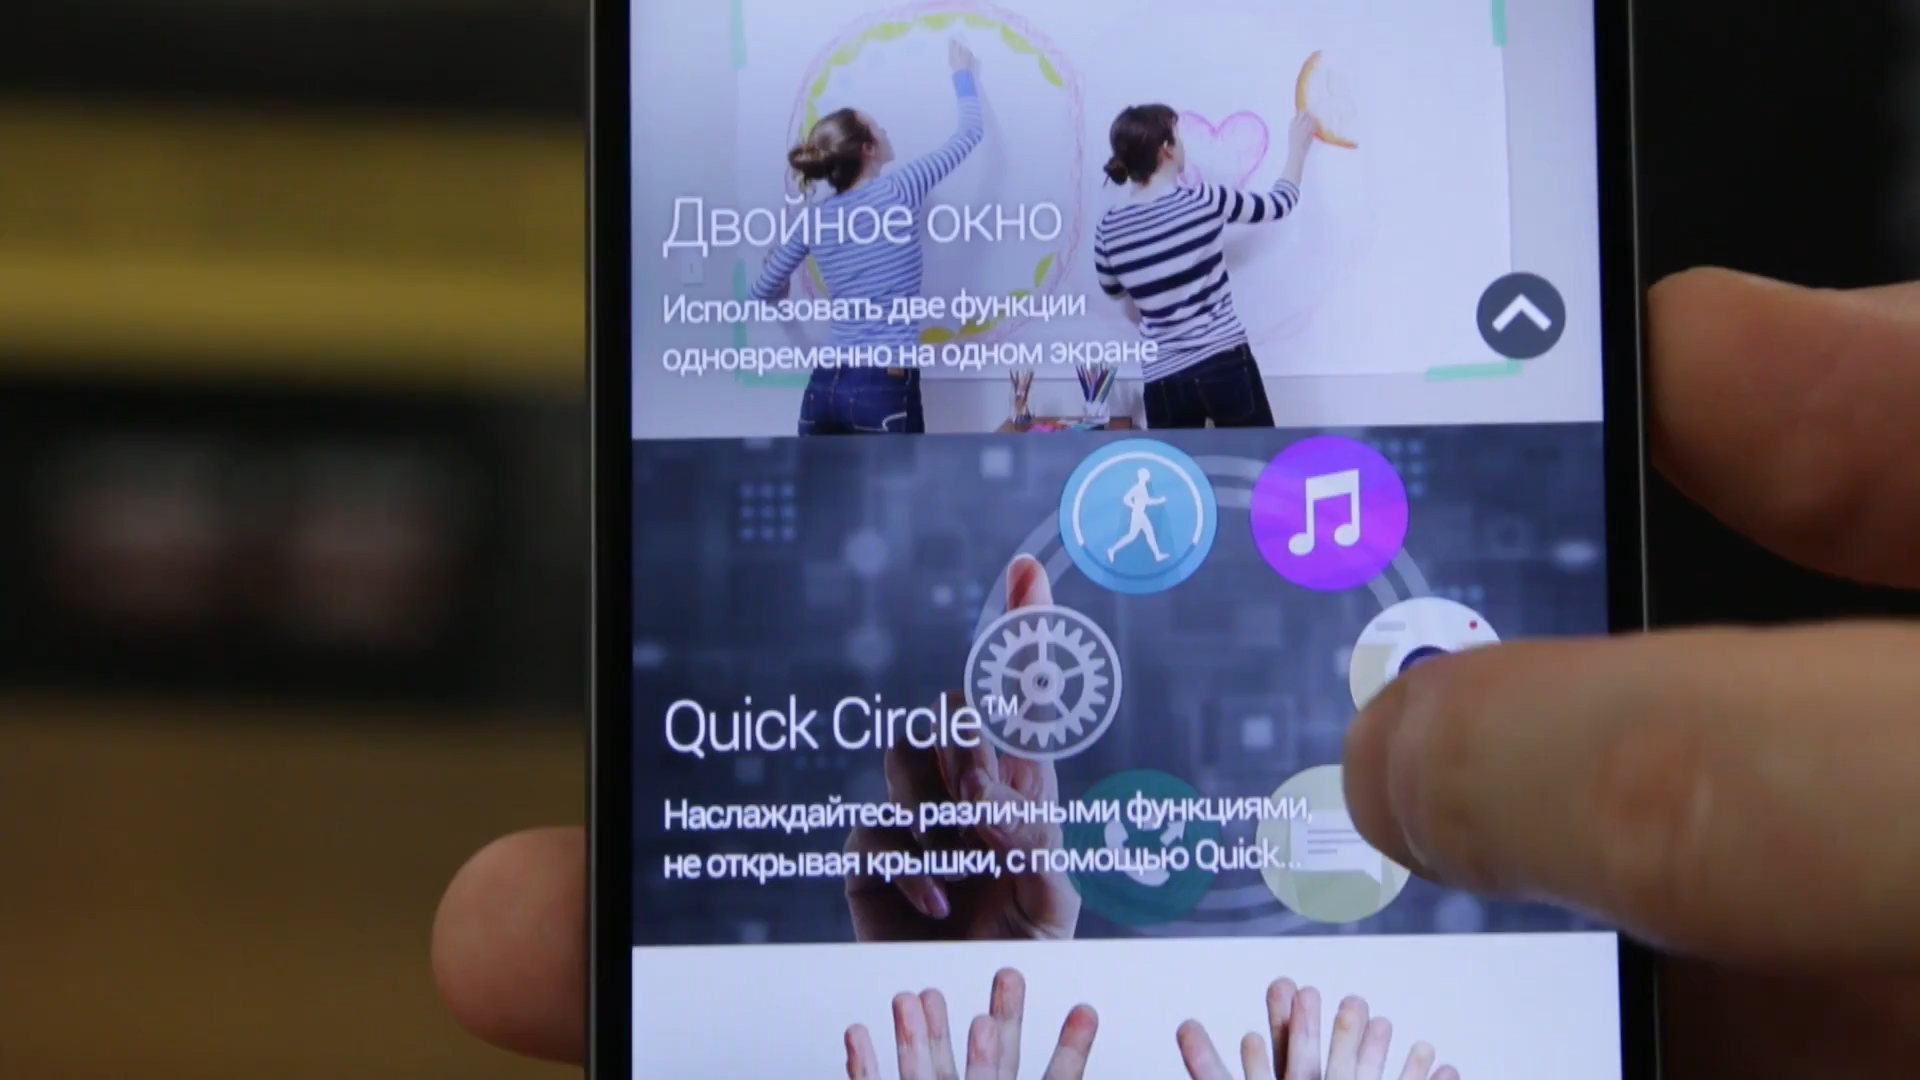 Двойное окно
Использовать две функции
одновременно на одном экране
Quick Circle™
Наслаждайтесь различными функциями,
не открывая крышки, с помощью Quick...